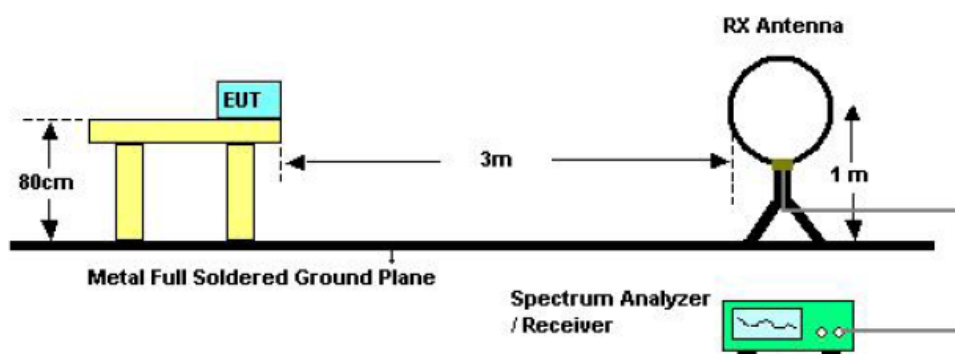 RX Antenna
EUT
3m
80cm
1 m
Metal Full Soldered Ground Plane
Spectrum Analyzer
/ Receiver